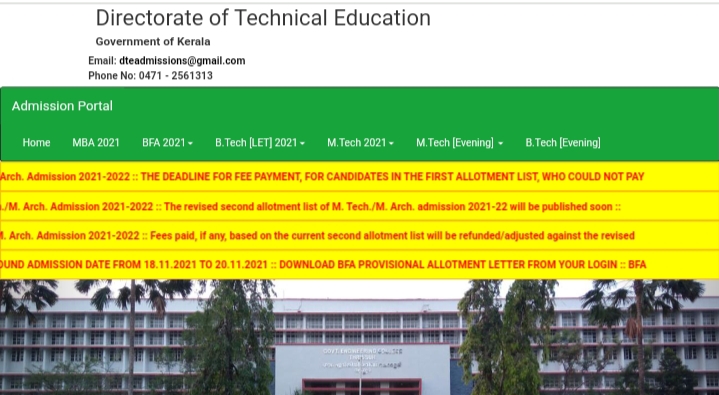 Directorate of Technical Education
Government of Kerala
Email: dteadmissions@gmail.com
Phone No: 0471 - 2561313
Admission Portal
Home MBA 2021 BFA 2021 B.Tech [LET] 2021 M.Tech 2021 M.Tech [Evening] B.Tech [Evening]
Arch. Admission 2021-2022 :: THE DEADLINE FOR FEE PAYMENT, FOR CANDIDATES IN THE FIRST ALLOTMENT LIST, WHO COULD NOT PAY
./M. Arch. Admission 2021-2022 :: The revised second allotment list of M. Tech./M. Arch. admission 2021-22 will be published soon ::
. Arch. Admission 2021-2022 :: Fees paid, if any, based on the current second allotment list will be refunded/adjusted against the revised
OUND ADMISSION DATE FROM 18.11.2021 TO 20.11.2021 :: DOWNLOAD BFA PROVISIONAL ALLOTMENT LETTER FROM YOUR LOGIN :: BFA